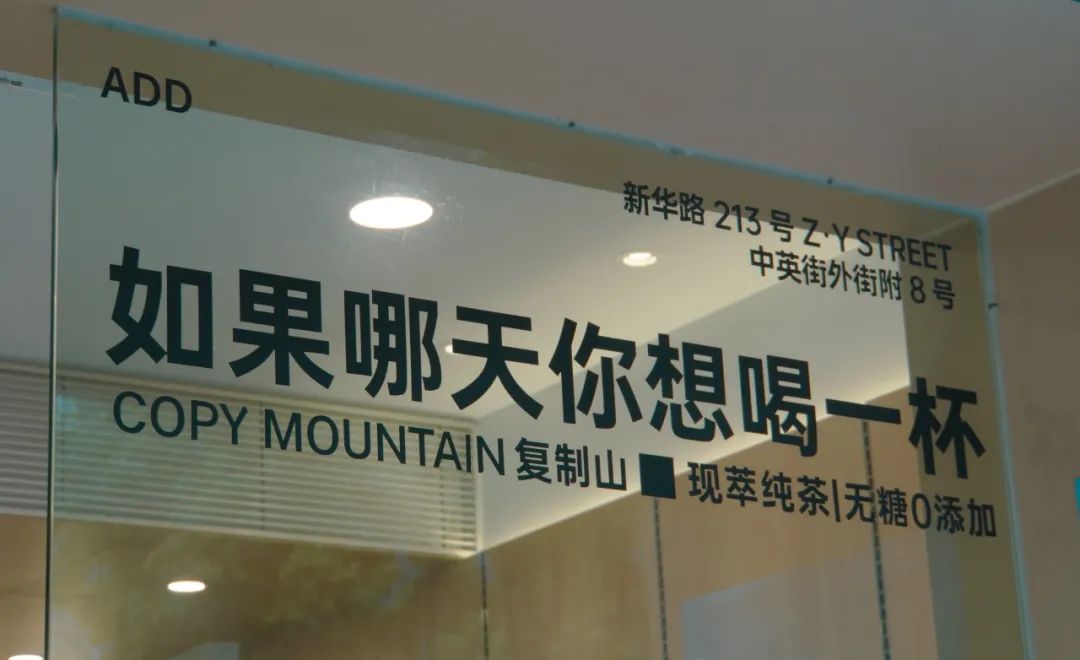 ADD
新华路 213 号 Z·Y STREET
中英街外街附 8 号
如果哪天你想喝一杯
COPY MOUNTAIN 复制山 ■ 现萃纯茶|无糖0添加